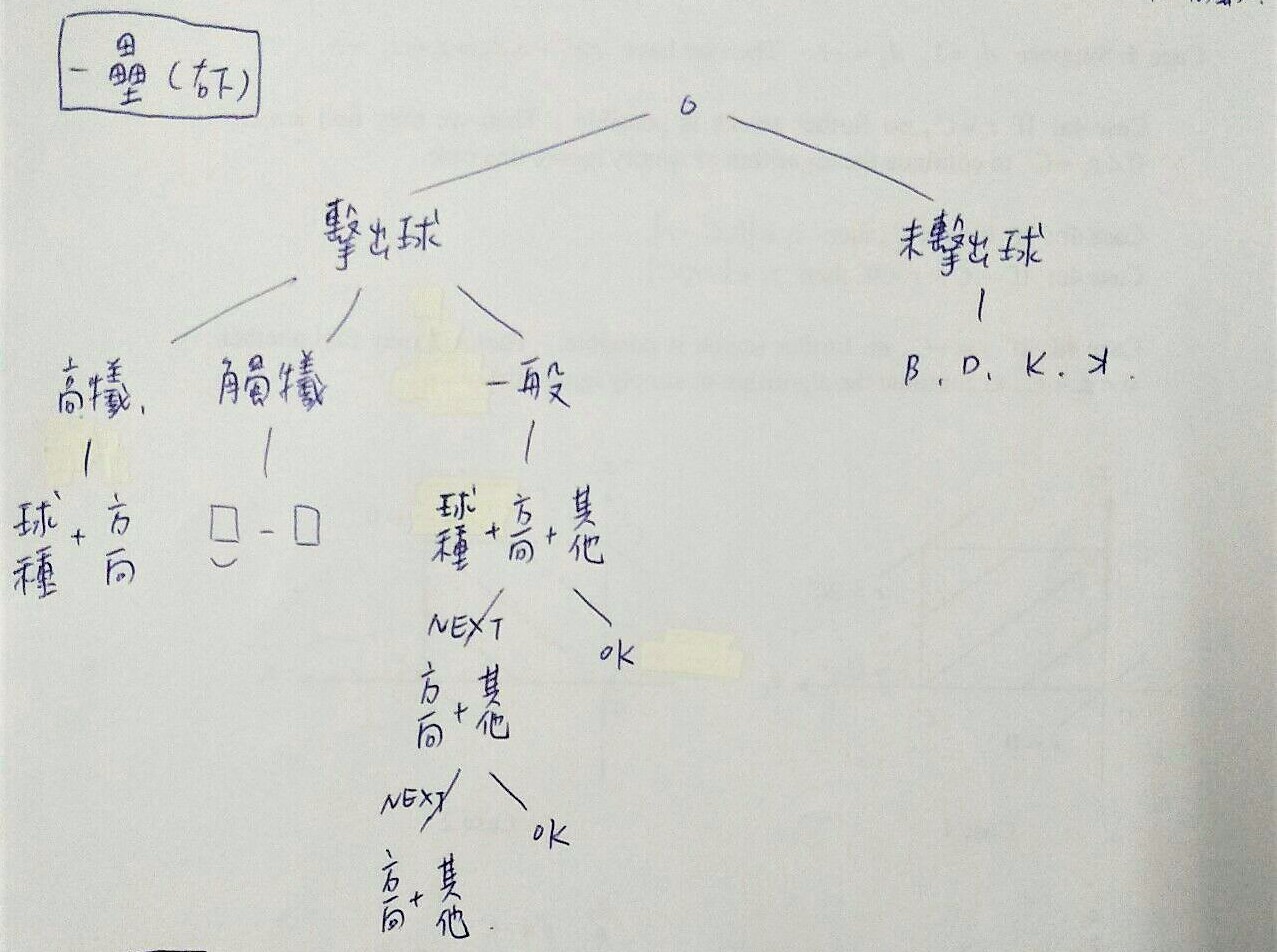 一壘(右下)
擊出球
未擊出球
高犧、
觸犧
一般
B. D. K. ꓘ.
球種 + 方向
□ - □
球種 + 方向 + 其他
NEXT
OK
方向 + 其他
NEXT
OK
方向 + 其他.